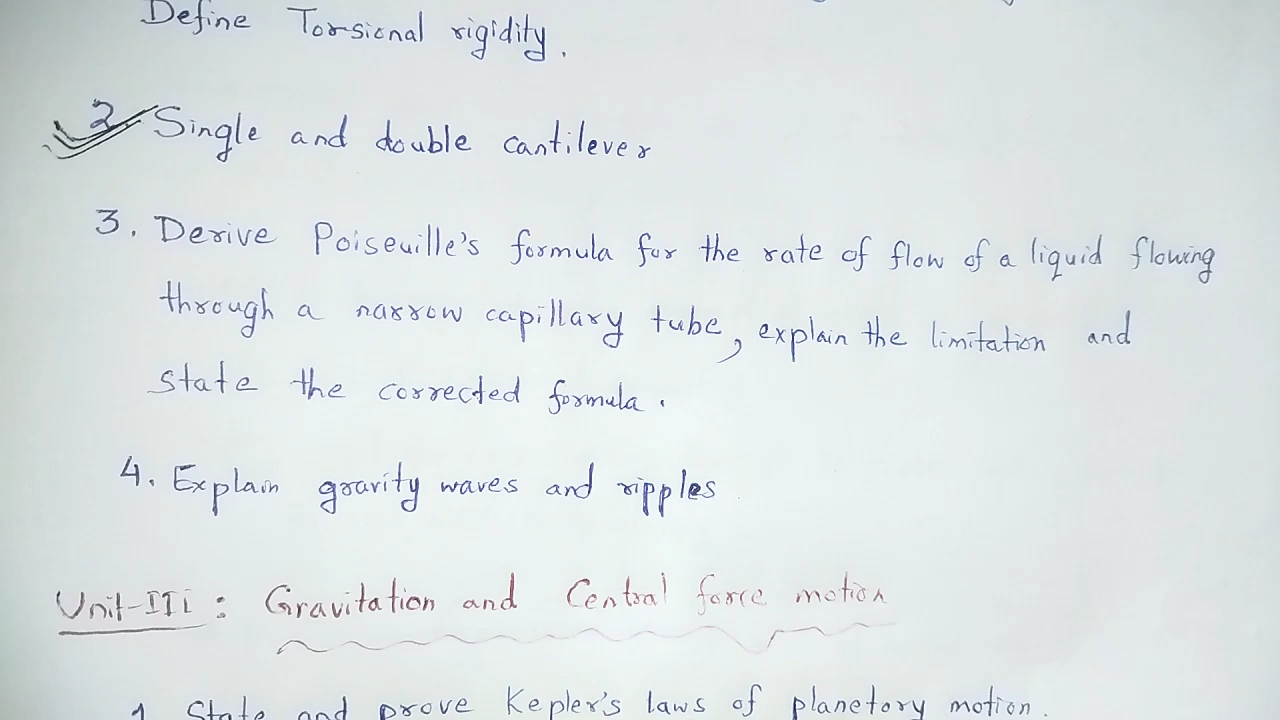 Define Torsional rigidity.
2 Single and double cantilever
3. Derive Poiseuille's formula for the rate of flow of a liquid flowing
through a narrow capillary tube, explain the limitation and
state the corrected formula.
4. Explain gravity waves and ripples
Unit-III : Gravitation and Central force motion
1. State and prove Kepler's laws of planetory motion.